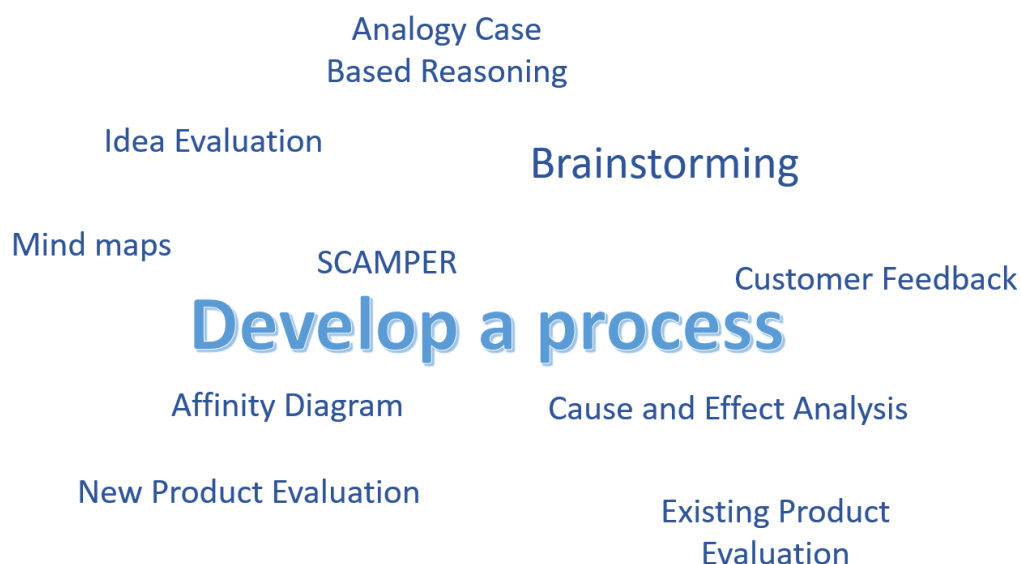 Analogy Case
Based Reasoning
Idea Evaluation
Brainstorming
Mind maps
SCAMPER
Customer Feedback
Develop a process
Affinity Diagram
Cause and Effect Analysis
New Product Evaluation
Existing Product
Evaluation